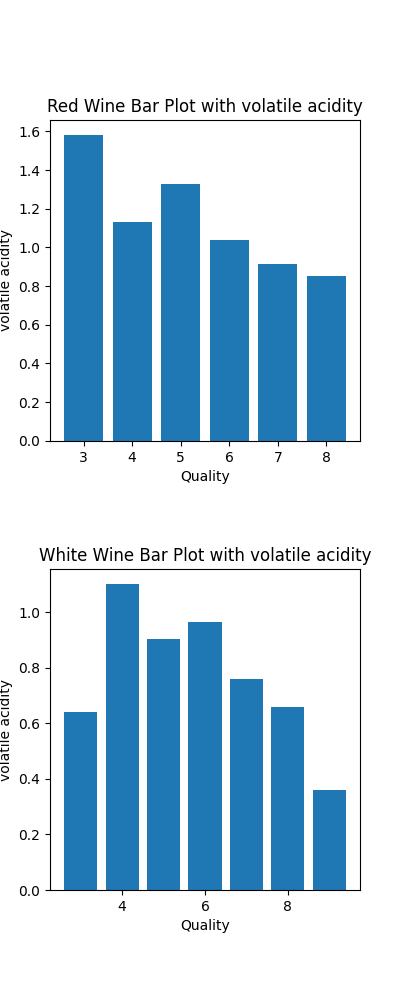 Red Wine Bar Plot with volatile acidity
1.6
1.4
1.2
1.0
0.8
0.6
0.4
0.2
0.0
volatile acidity
3 4 5 6 7 8
Quality
White Wine Bar Plot with volatile acidity
1.0
0.8
0.6
0.4
0.2
0.0
volatile acidity
4 6 8
Quality